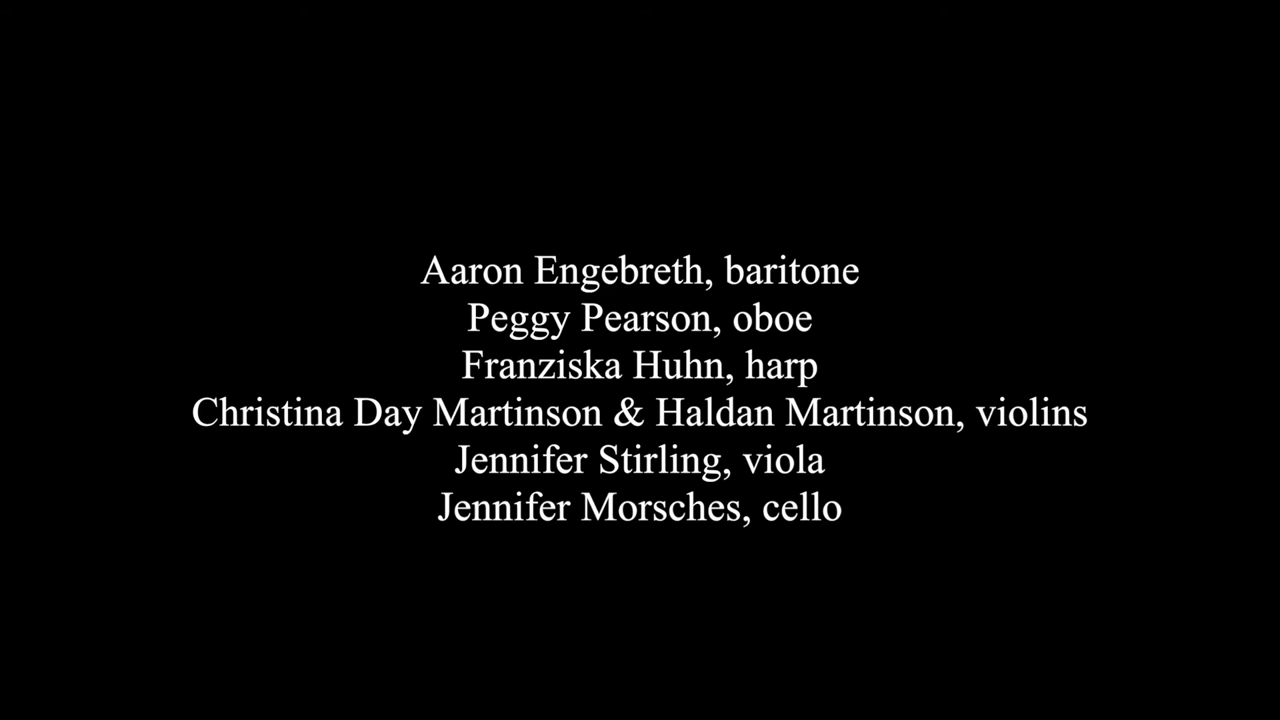 Aaron Engebreth, baritone
Peggy Pearson, oboe
Franziska Huhn, harp
Christina Day Martinson & Haldan Martinson, violins
Jennifer Stirling, viola
Jennifer Morsches, cello